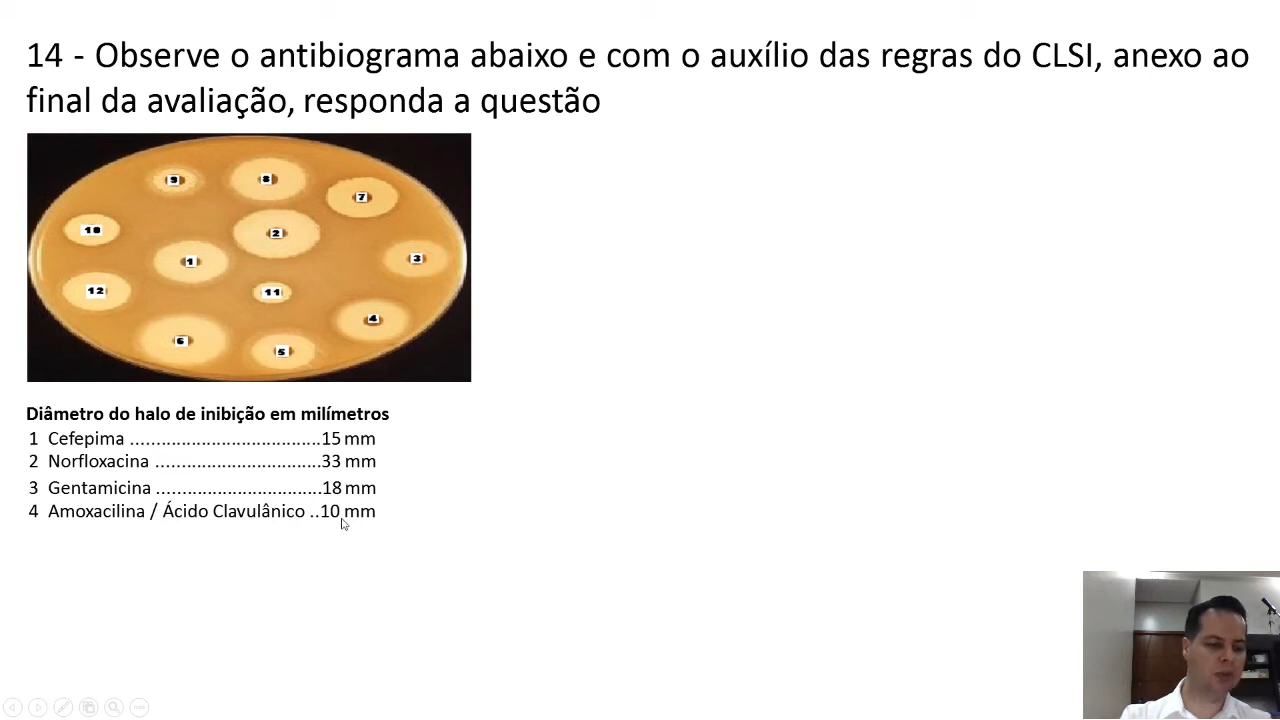 14 - Observe o antibiograma abaixo e com o auxílio das regras do CLSI, anexo ao
final da avaliação, responda a questão
9
8
7
10
2
1
3
12
11
4
6
5
Diâmetro do halo de inibição em milímetros
1 Cefepima .....................................15 mm
2 Norfloxacina ................................33 mm
3 Gentamicina ................................18 mm
4 Amoxacilina / Ácido Clavulânico ..10 mm